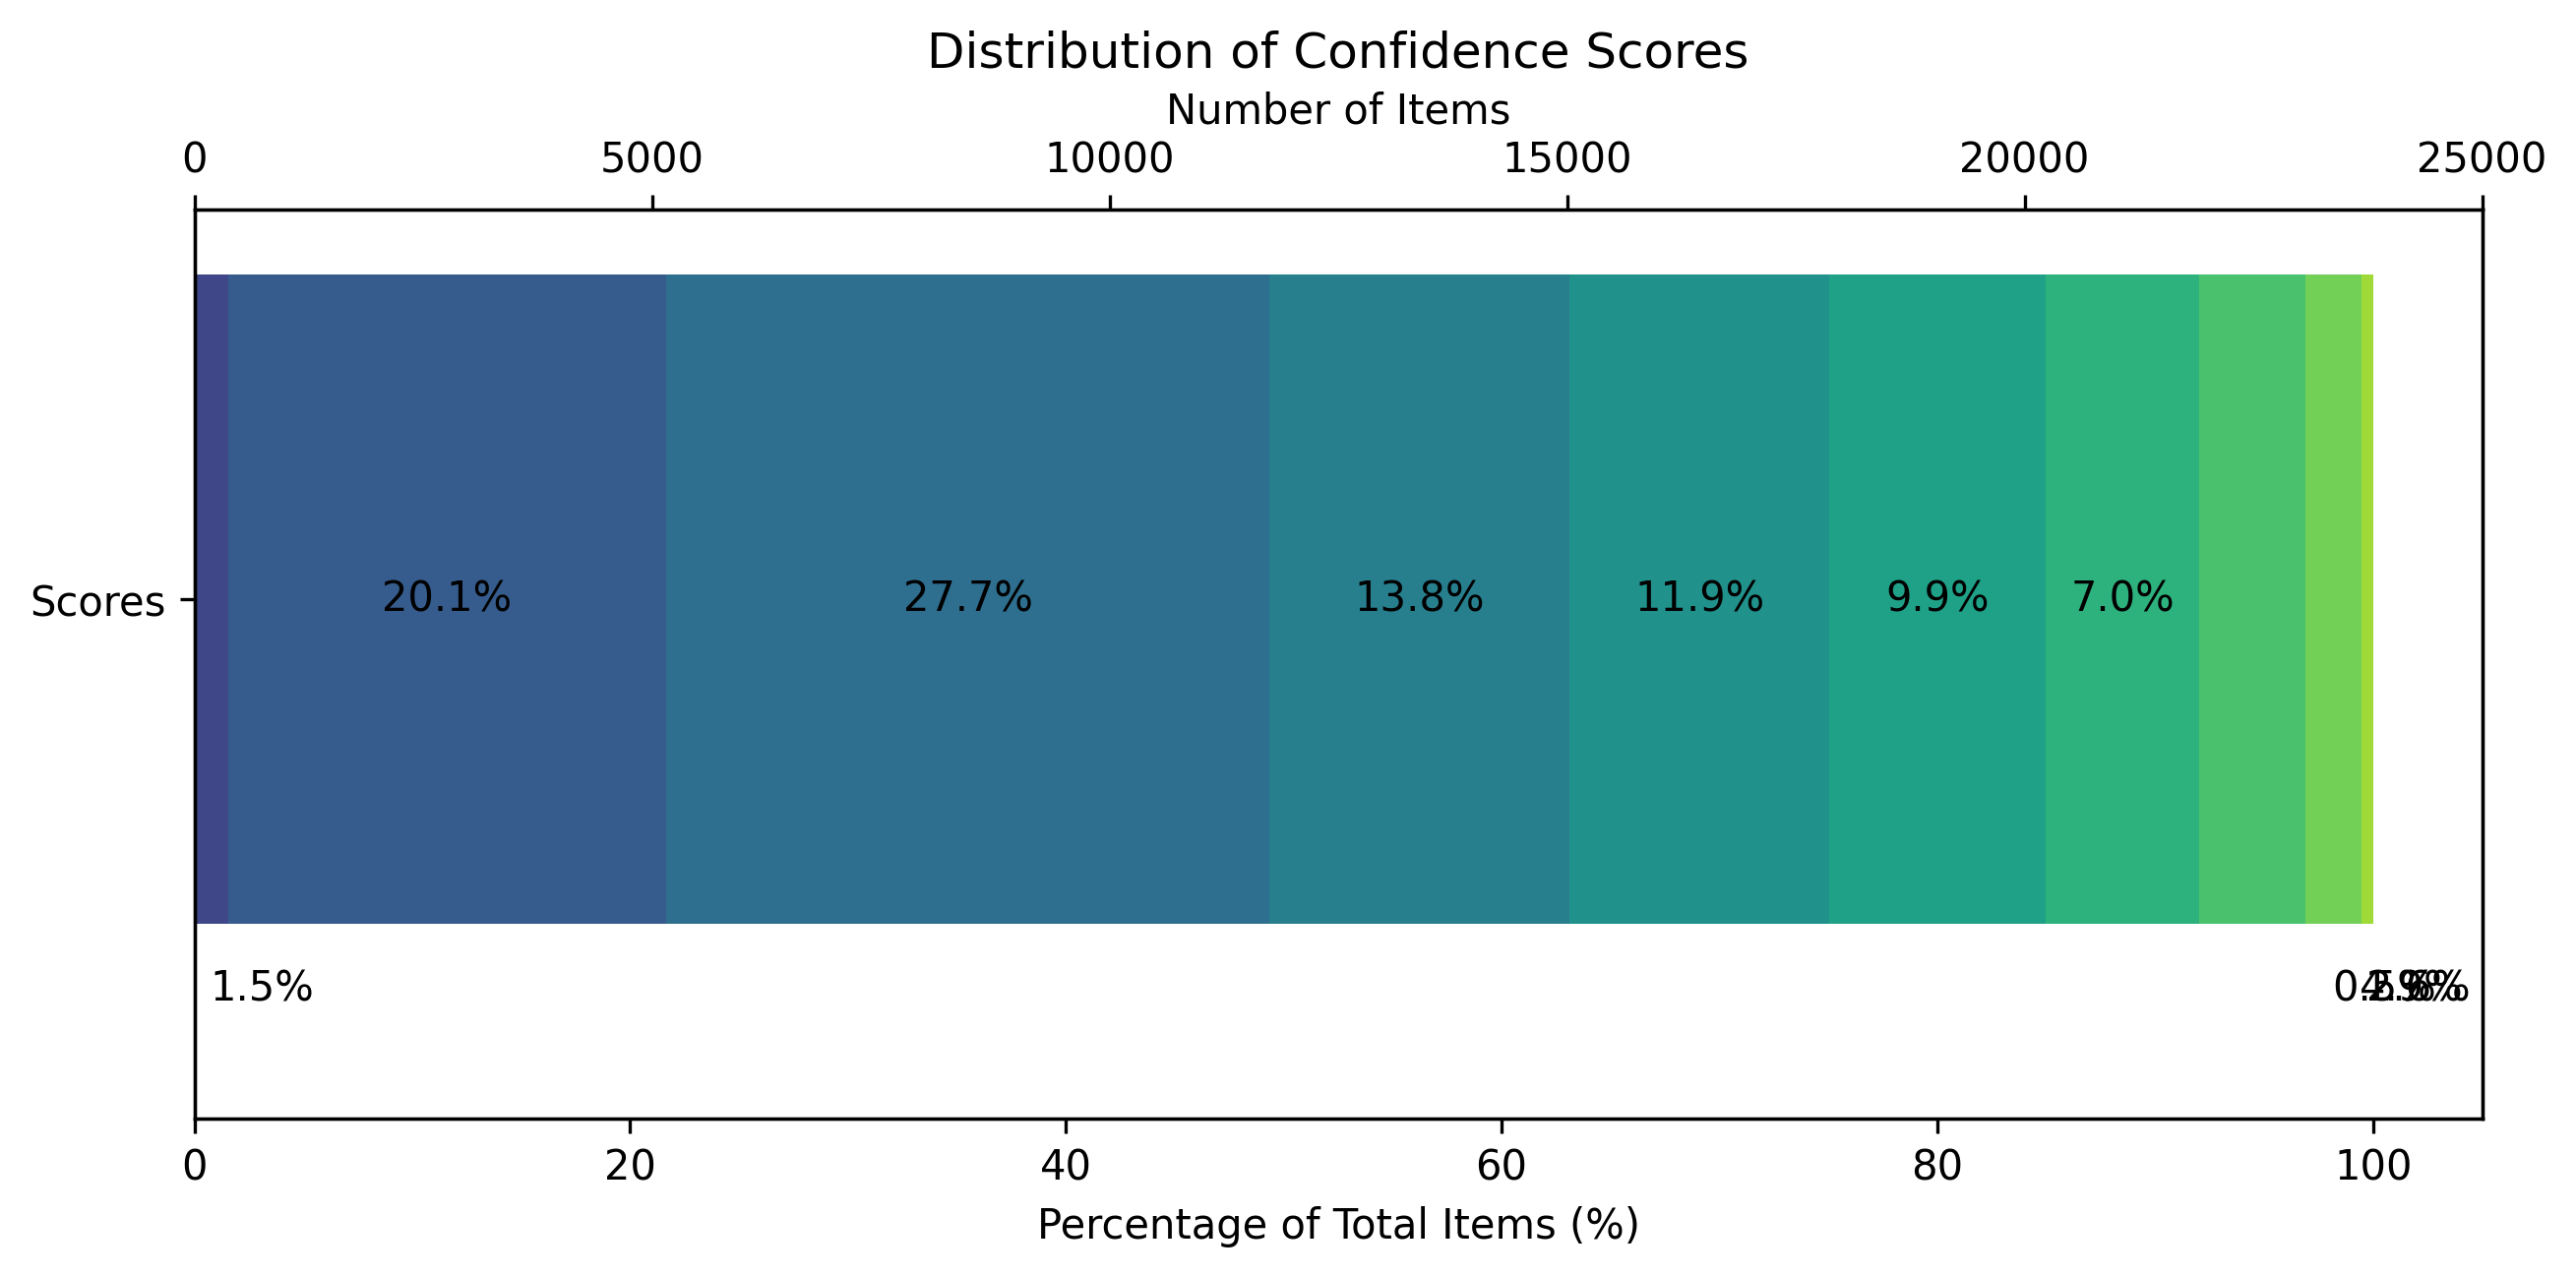 Distribution of Confidence Scores
Number of Items
0 5000 10000 15000 20000 25000
Scores 20.1% 27.7% 13.8% 11.9% 9.9% 7.0%
1.5%
0 20 40 60 80 100
Percentage of Total Items (%)